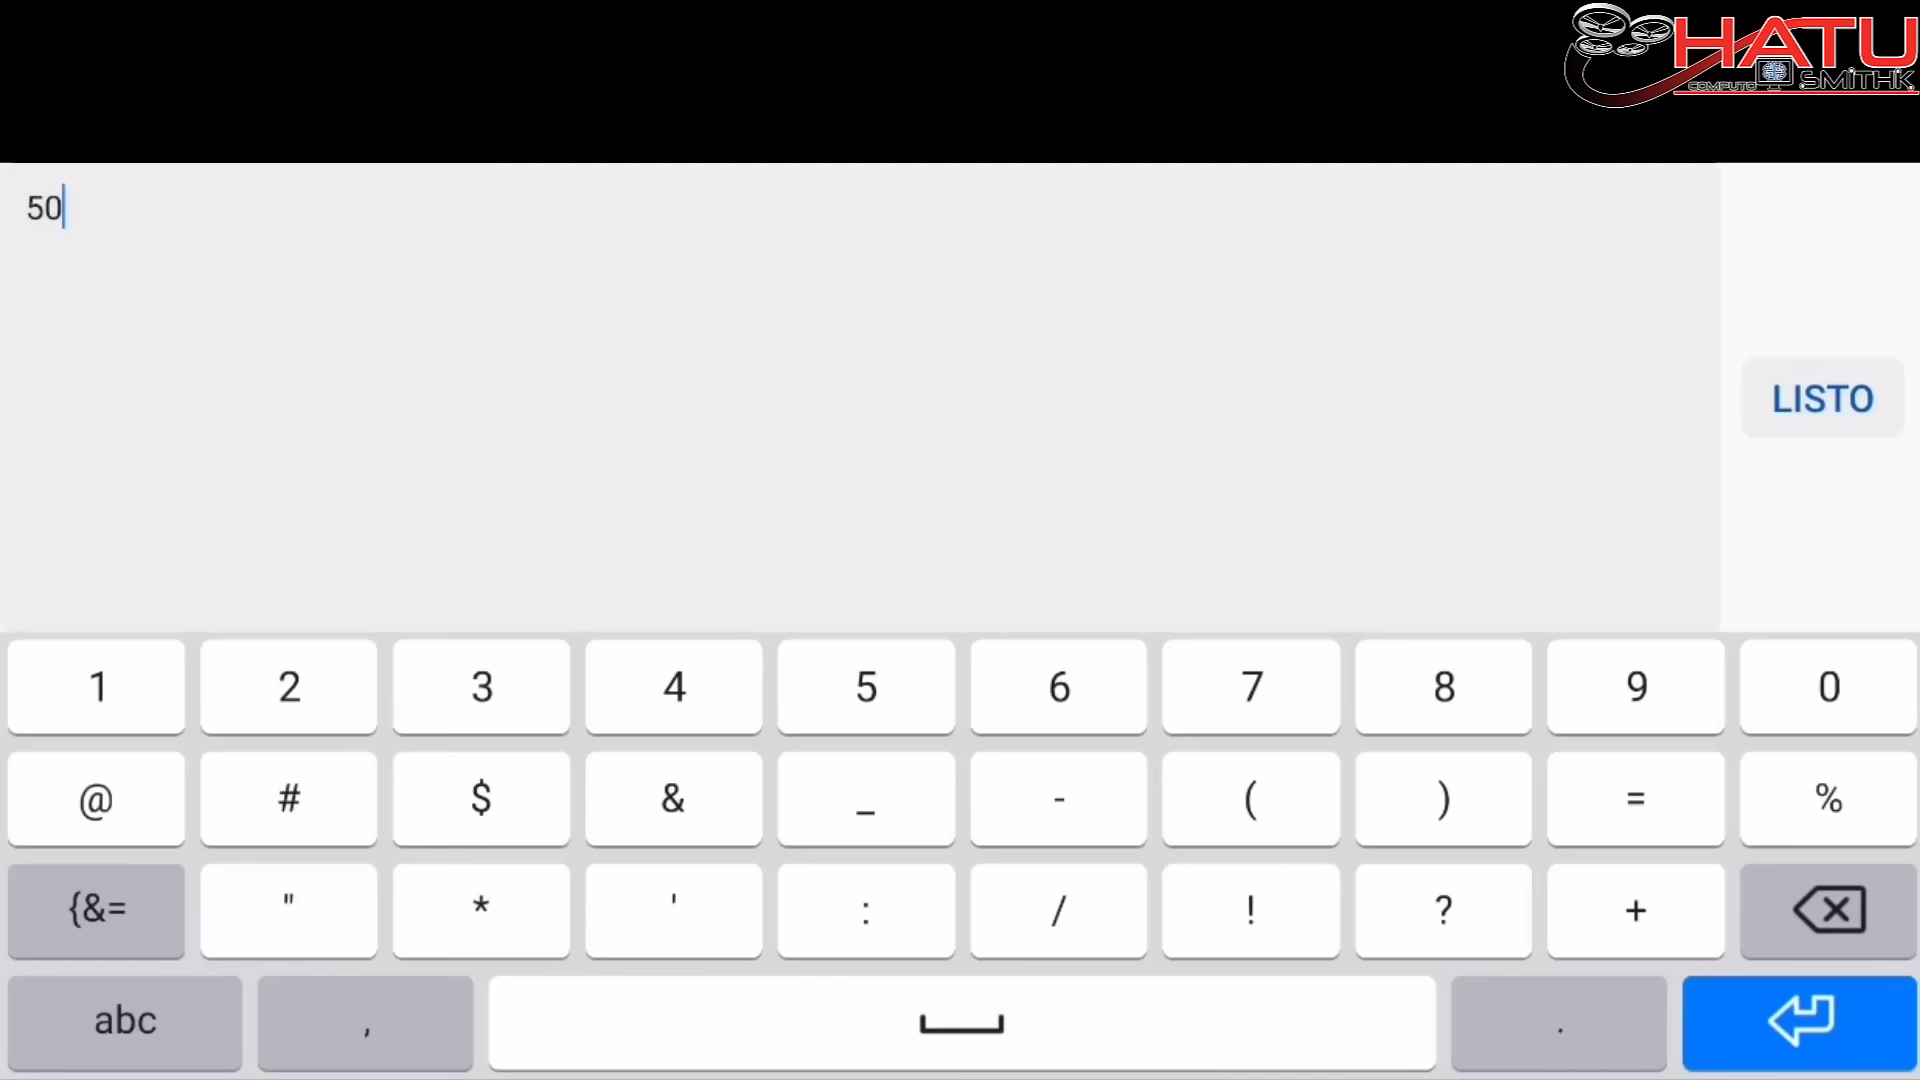 HATU
COMPUTO SMITHK
50
LISTO
1 2 3 4 5 6 7 8 9 0
@ # $ & _ - ( ) = %
{&= " * ' : / ! ? +
abc , .